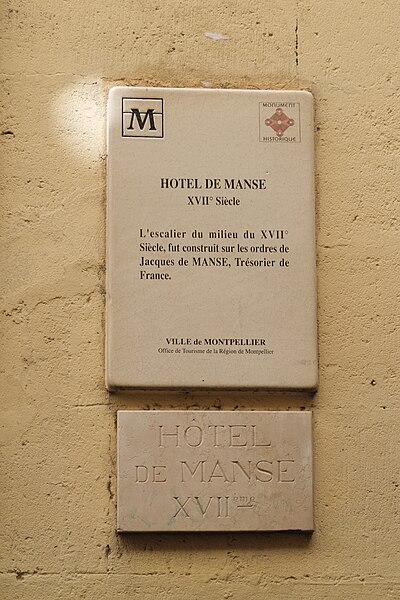 M
MONUMENT
HISTORIQUE
HOTEL DE MANSE
XVII° Siècle
L'escalier du milieu du XVII°
Siècle, fut construit sur les ordres de
Jacques de MANSE, Trésorier de
France.
VILLE de MONTPELLIER
Office de Tourisme de la Région de Montpellier
HÔTEL
DE MANSE
XVIIème